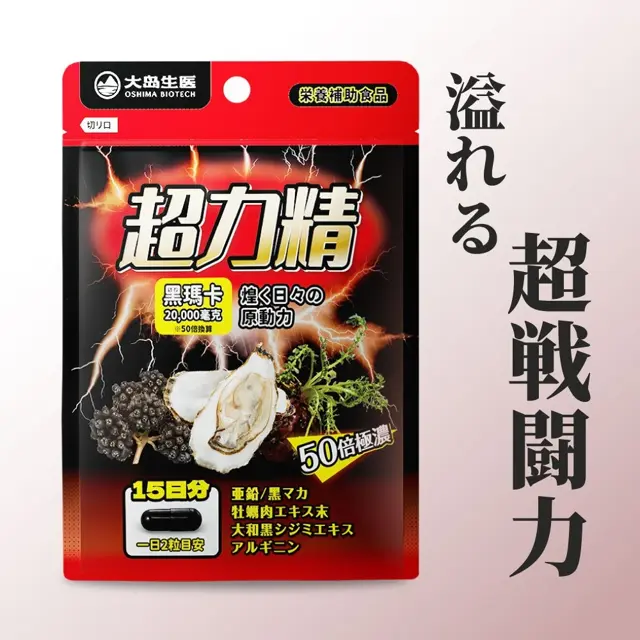 大岛生医
OSHIMA BIOTECH
栄養補助食品
切り口
超力精
黑瑪卡
20,000毫克
※50倍換算
煌く日々の
原動力
50倍極濃
15日分
一日2粒目安
亜鉛/黒マカ
牡蠣肉エキス末
大和黒シジミエキス
アルギニン
溢れる
超戦闘力